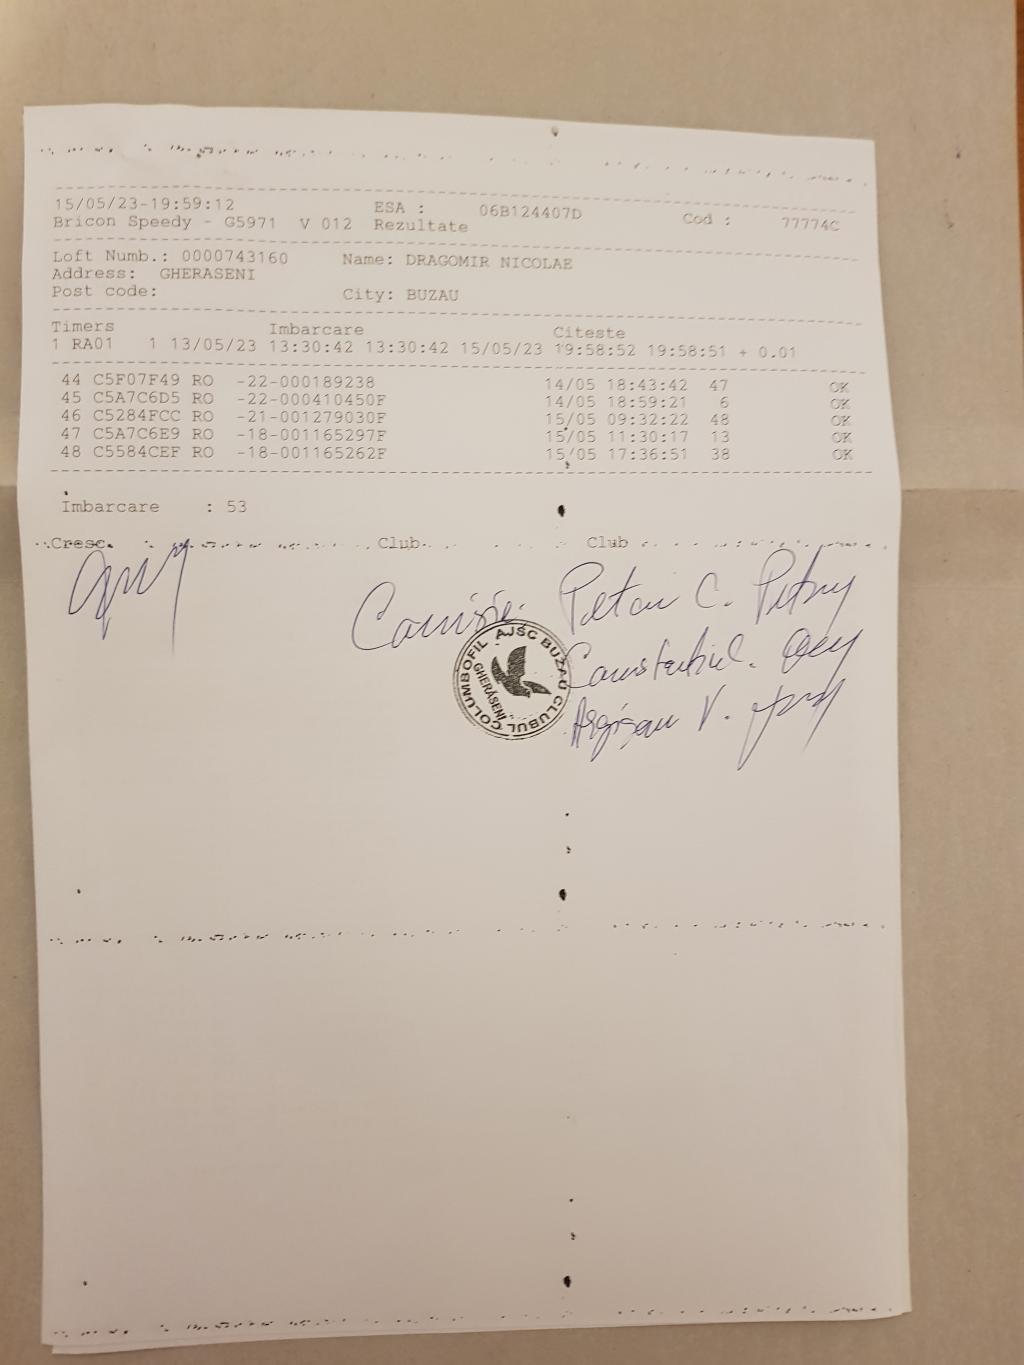 15/05/23-19:59:12 ESA : 06B124407D Cod : 77774C
Bricon Speedy - G5971 V 012 Rezultate
Loft Numb.: 0000743160 Name: DRAGOMIR NICOLAE
Address: GHERASENI
Post code: City: BUZAU
Timers Imbarcare Citeste
1 RA01 1 13/05/23 13:30:42 13:30:42 15/05/23 19:58:52 19:58:51 + 0.01
44 C5F07F49 RO -22-000189238 14/05 18:43:42 47 OK
45 C5A7C6D5 RO -22-000410450F 14/05 18:59:21 6 OK
46 C5284FCC RO -21-001279030F 15/05 09:32:22 48 OK
47 C5A7C6E9 RO -18-001165297F 15/05 11:30:17 13 OK
48 C5584CEF RO -18-001165262F 15/05 17:36:51 38 OK
Imbarcare : 53
Cresc. Club Club
C.
V.
CLUBUL COLUMBOFIL AJSC BUZAU
GHERĂSENI